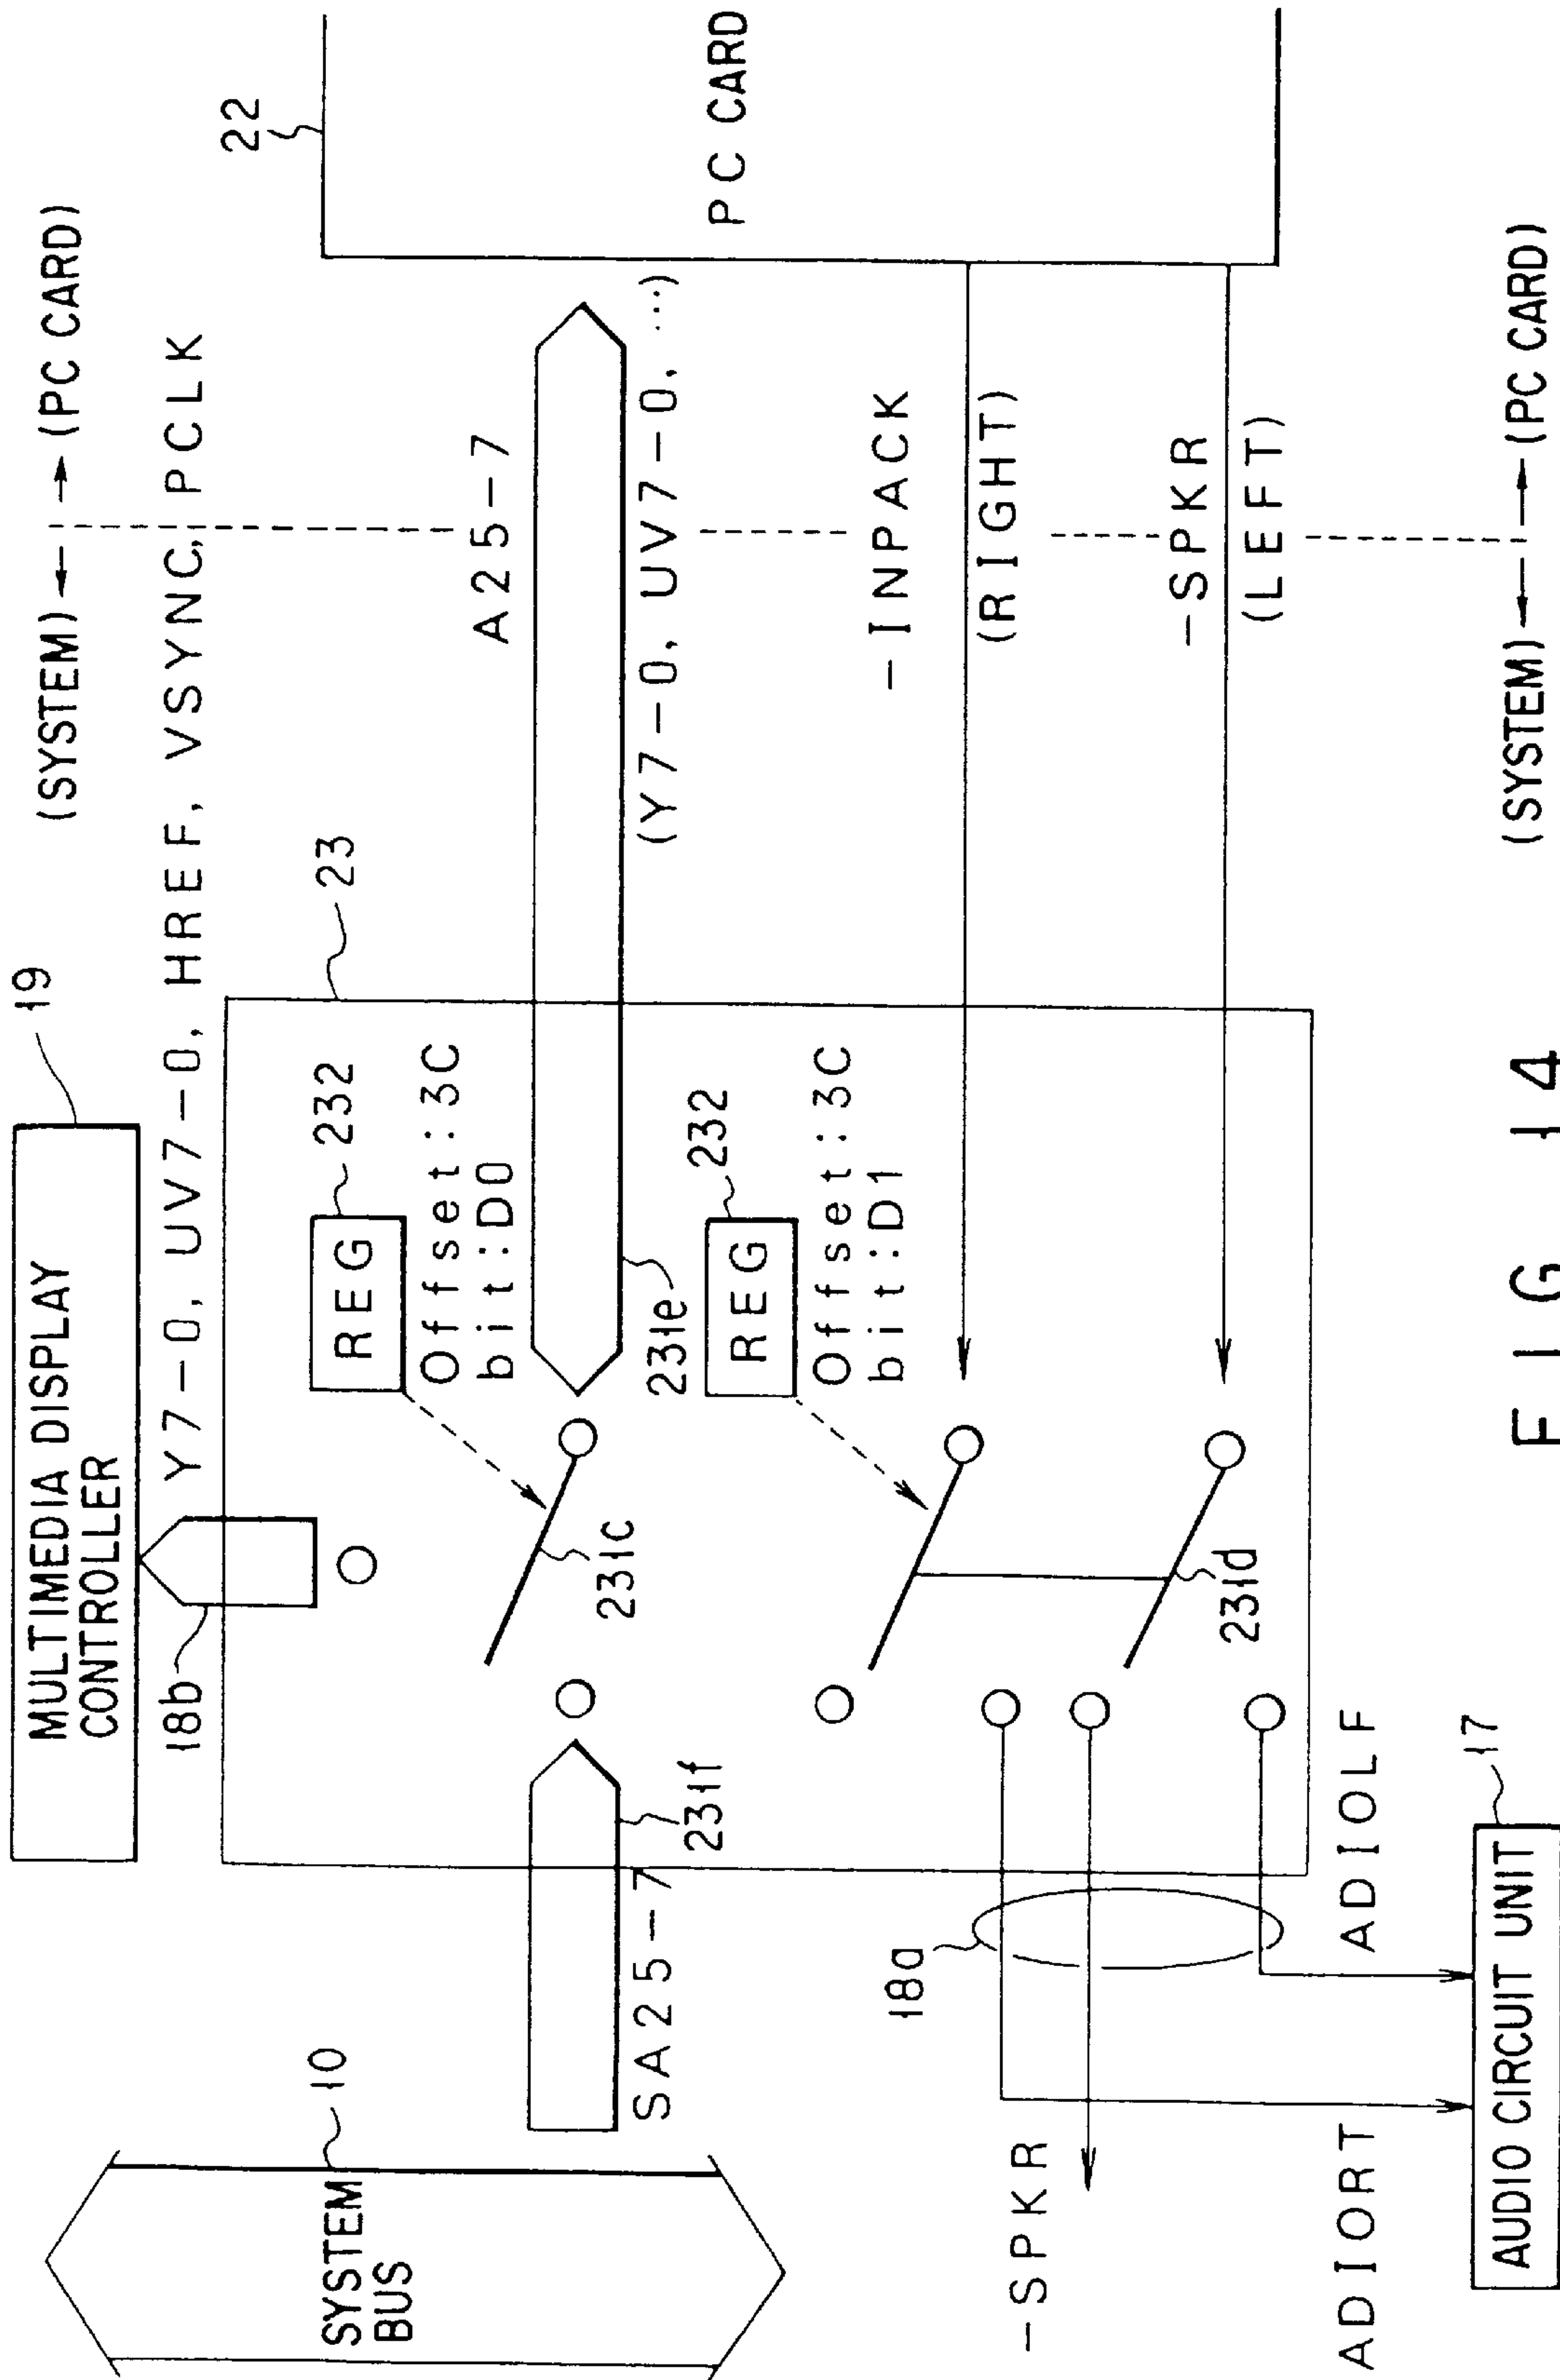 19
MULTIMEDIA DISPLAY
CONTROLLER
(SYSTEM) ←→ (PC CARD)
18b
Y7-0, UV7-0, HREF, VSYNC, PCLK
10
SYSTEM
BUS
22
PC CARD
23
REG
232
Offset:3C
bit:D0
A25-7
(Y7-0, UV7-0, ...)
SA25-7
231f
231c
231e
REG
232
Offset:3C
bit:D1
-INPACK
(RIGHT)
18a
231d
-SPKR
(LEFT)
-SPKR
ADIORT
ADIOLF
17
AUDIO CIRCUIT UNIT
(SYSTEM) ←→ (PC CARD)
FIG 14